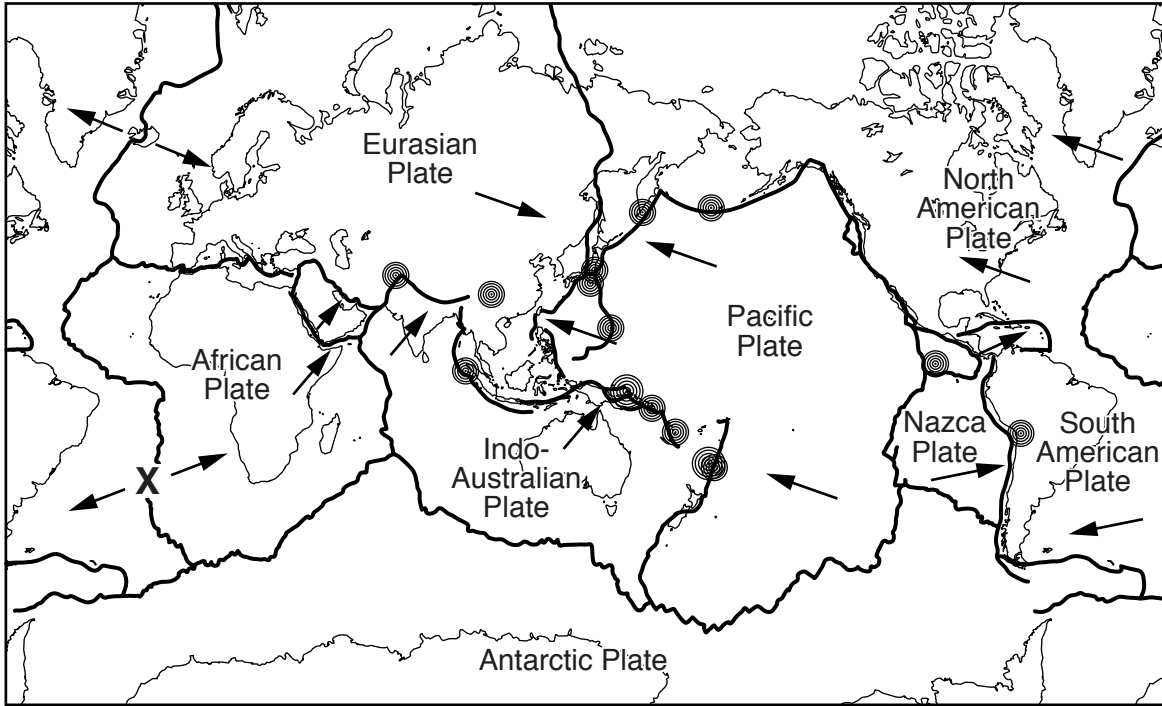 Eurasian
Plate
North
American
Plate
Pacific
Plate
African
Plate
Nazca
Plate
South
American
Plate
Indo-
Australian
Plate
X
Antarctic Plate